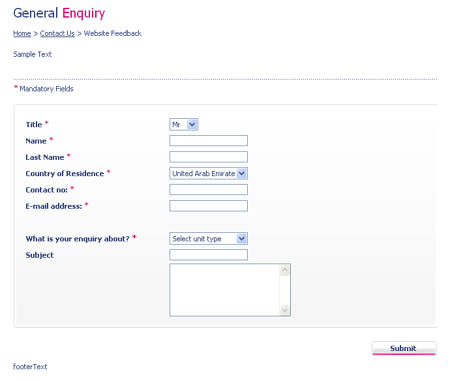 General Enquiry
Home > Contact Us > Website Feedback
Sample Text
* Mandatory Fields
Title *
Mr
Name *
Last Name *
Country of Residence *
United Arab Emirate
Contact no: *
E-mail address: *
What is your enquiry about? *
Select unit type
Subject
Submit
footerText